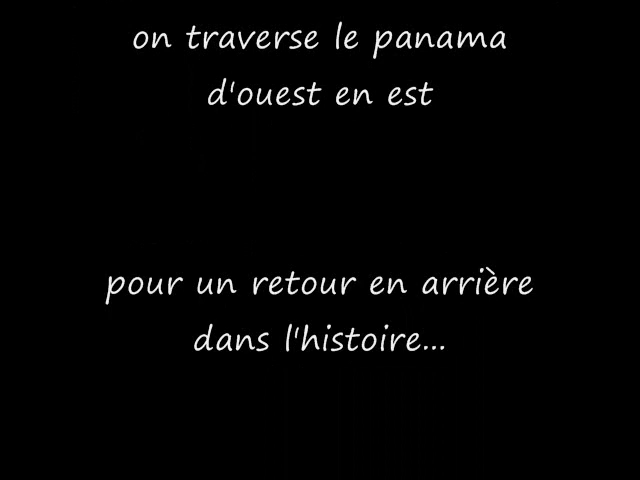 on traverse le panama
d'ouest en est
pour un retour en arrière
dans l'histoire...